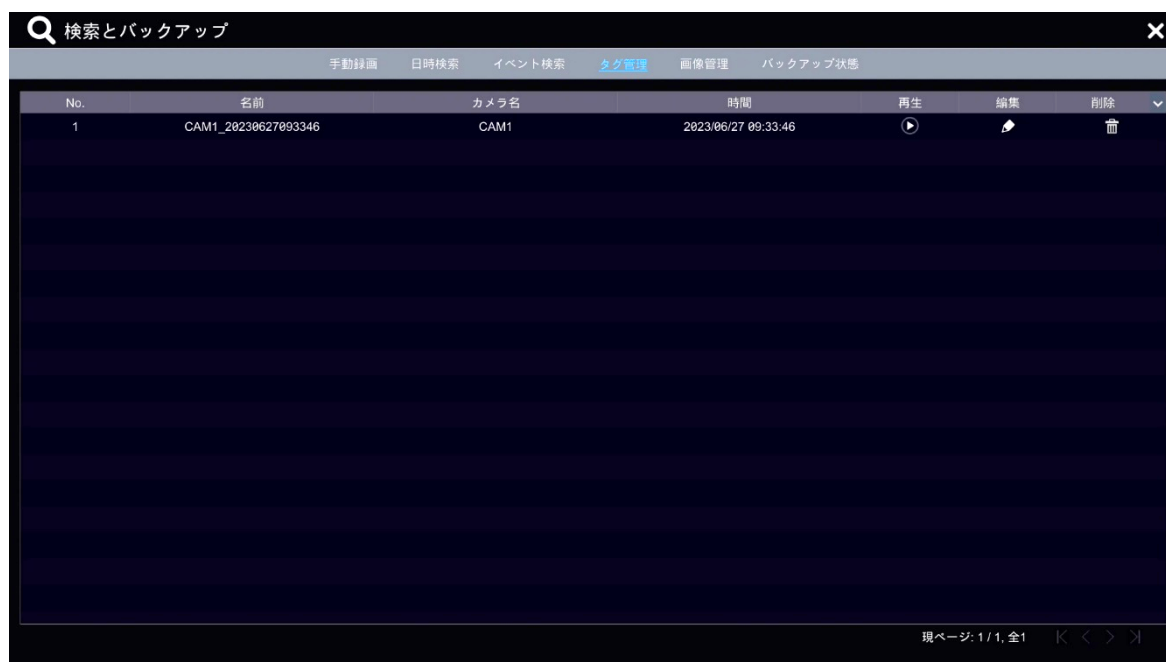 検索とバックアップ
手動録画 日時検索 イベント検索 タグ管理 画像管理 バックアップ状態
No. 名前 カメラ名 時間 再生 編集 削除
1 CAM1_20230627093346 CAM1 2023/06/27 09:33:46
現ページ: 1 / 1, 全1